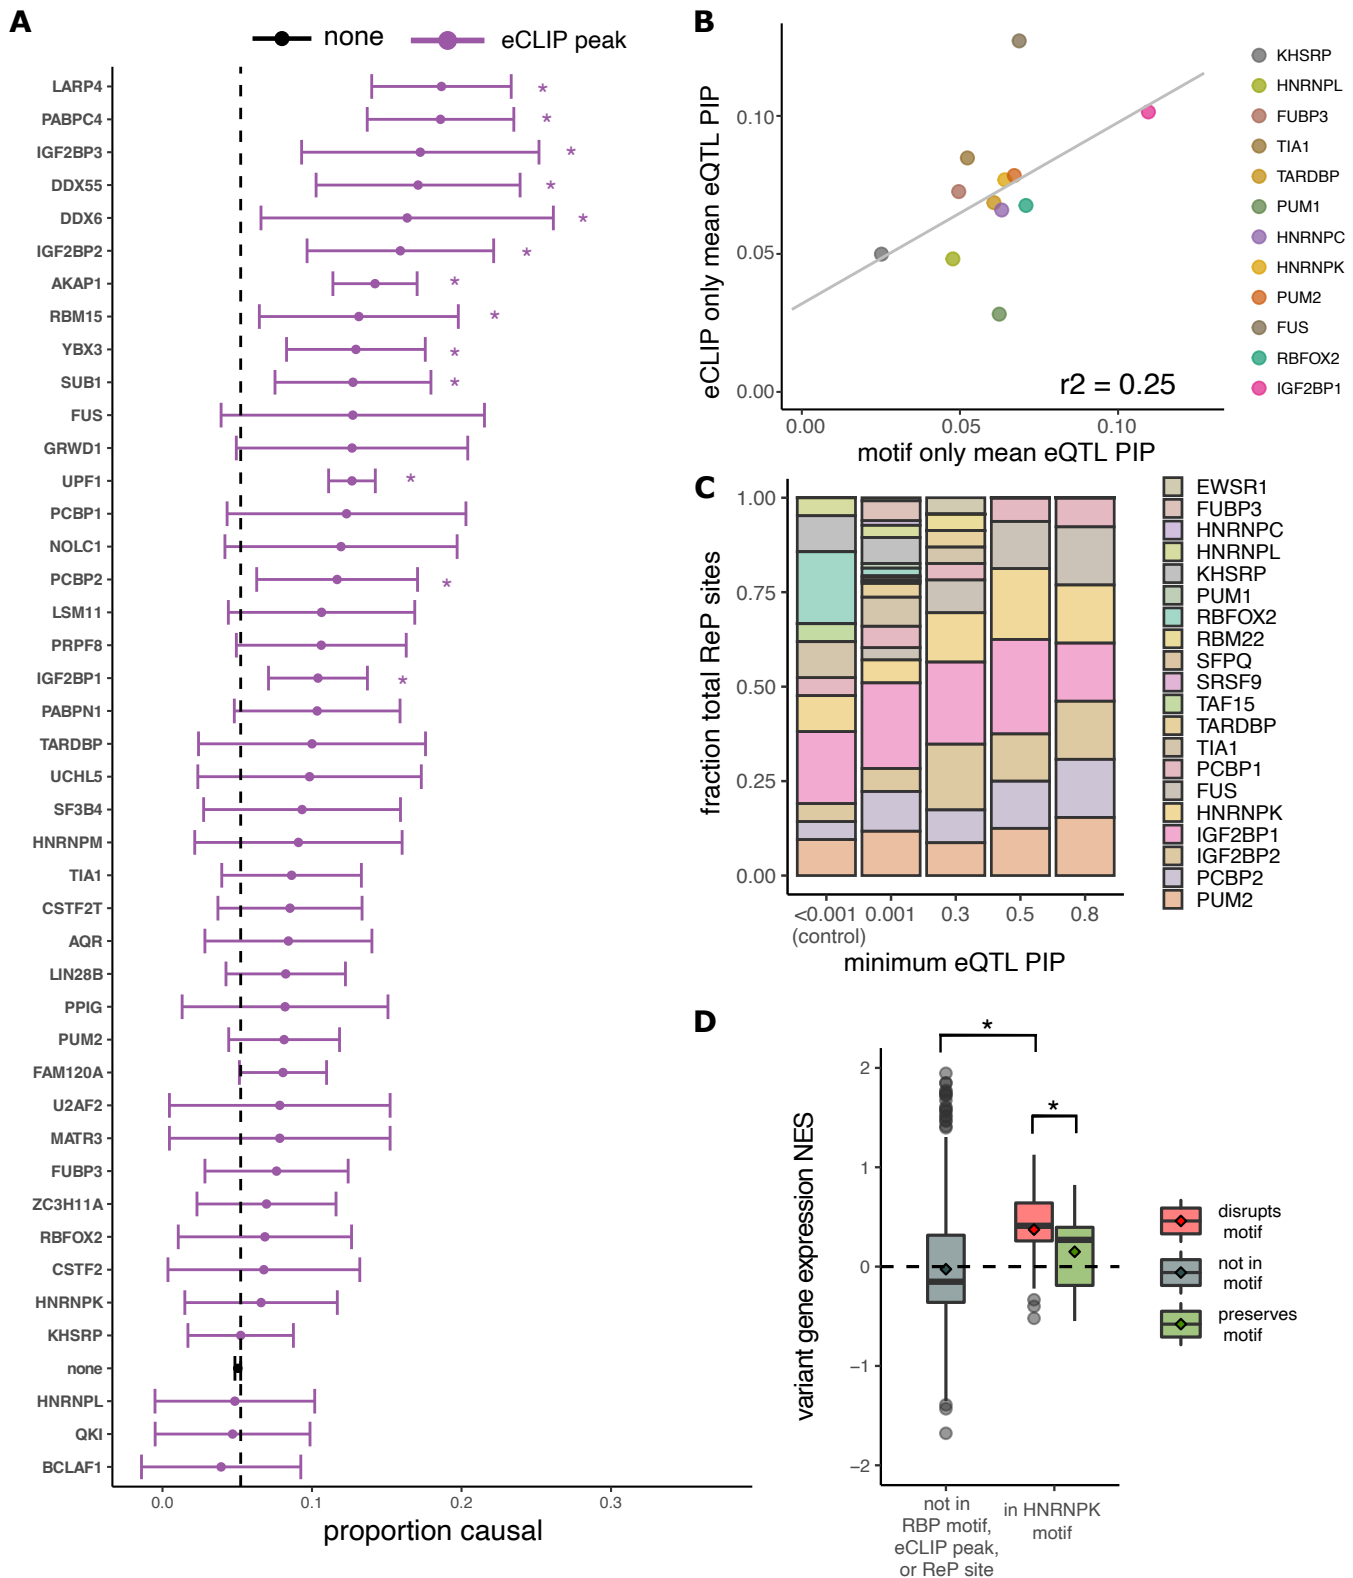 A
none
eCLIP peak
LARP4
*
PABPC4
*
IGF2BP3
*
DDX55
*
DDX6
*
IGF2BP2
*
AKAP1
*
RBM15
*
YBX3
*
SUB1
*
FUS
GRWD1
UPF1
*
PCBP1
NOLC1
PCBP2
*
LSM11
PRPF8
IGF2BP1
*
PABPN1
TARDBP
UCHL5
SF3B4
HNRNPM
TIA1
CSTF2T
AQR
LIN28B
PPIG
PUM2
FAM120A
U2AF2
MATR3
FUBP3
ZC3H11A
RBFOX2
CSTF2
HNRNPK
KHSRP
none
HNRNPL
QKI
BCLAF1
0.0 0.1 0.2 0.3
proportion causal
B
eCLIP only mean eQTL PIP
0.10
0.05
0.00
r2 = 0.25
0.00 0.05 0.10
motif only mean eQTL PIP
KHSRP
HNRNPL
FUBP3
TIA1
TARDBP
PUM1
HNRNPC
HNRNPK
PUM2
FUS
RBFOX2
IGF2BP1
C
fraction total ReP sites
1.00
0.75
0.50
0.25
0.00
<0.001 0.001 0.3 0.5 0.8
(control)
minimum eQTL PIP
EWSR1
FUBP3
HNRNPC
HNRNPL
KHSRP
PUM1
RBFOX2
RBM22
SFPQ
SRSF9
TAF15
TARDBP
TIA1
PCBP1
FUS
HNRNPK
IGF2BP1
IGF2BP2
PCBP2
PUM2
D
variant gene expression NES
*
*
2
1
0
−1
−2
not in
RBP motif,
eCLIP peak,
or ReP site
in HNRNPK
motif
disrupts
motif
not in
motif
preserves
motif